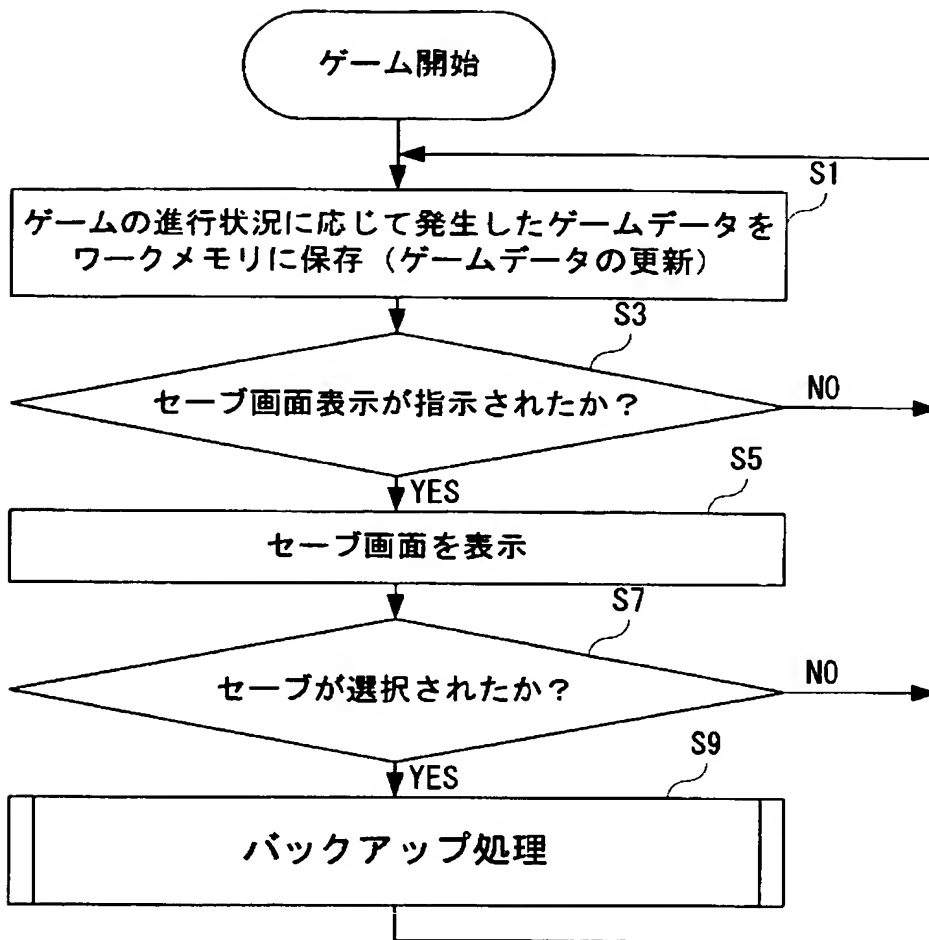 ゲーム開始
S1
ゲームの進行状況に応じて発生したゲームデータを
ワークメモリに保存（ゲームデータの更新）
S3
セーブ画面表示が指示されたか？
NO
YES
S5
セーブ画面を表示
S7
セーブが選択されたか？
NO
YES
S9
バックアップ処理